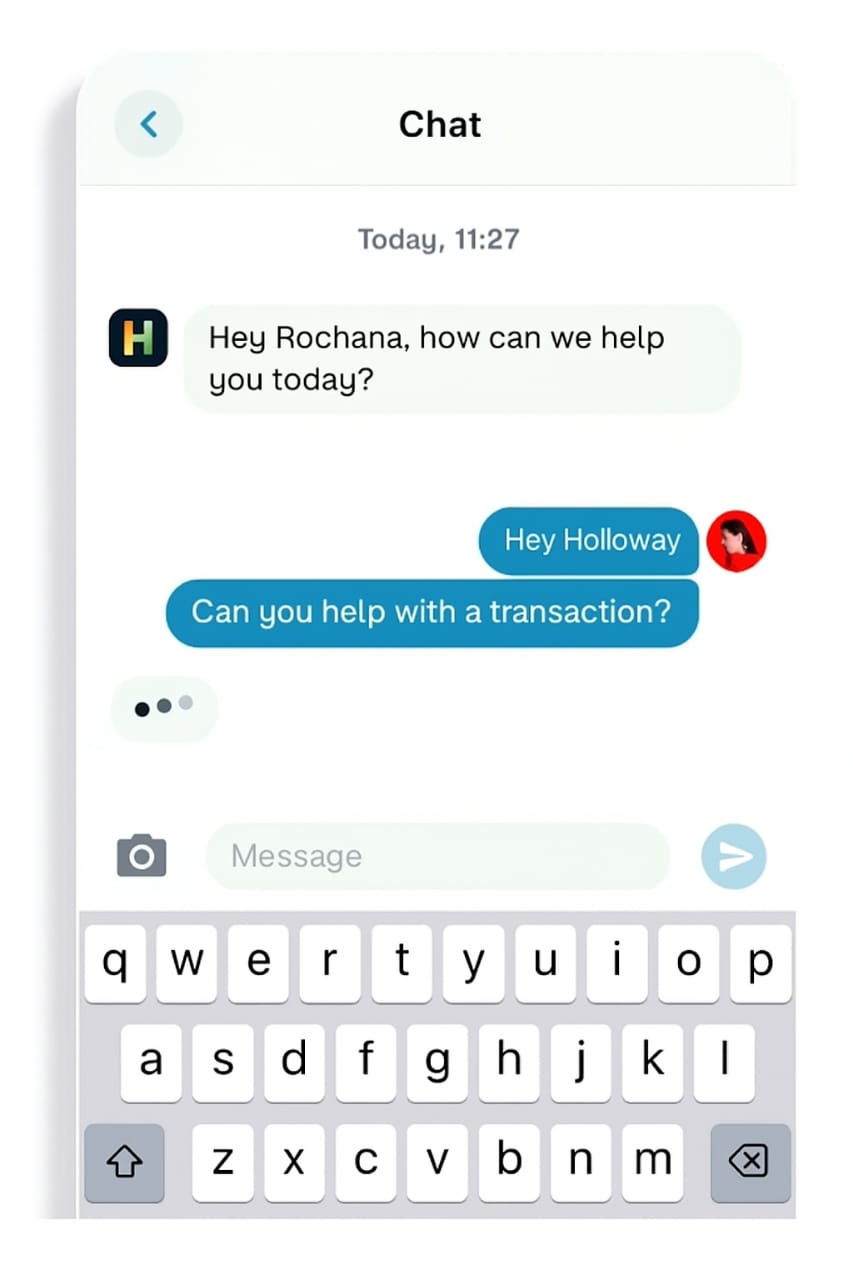 Chat
Today, 11:27
H
Hey Rochana, how can we help
you today?
Hey Holloway
Can you help with a transaction?
Message
q w e r t y u i o p
a s d f g h j k l
z x c v b n m